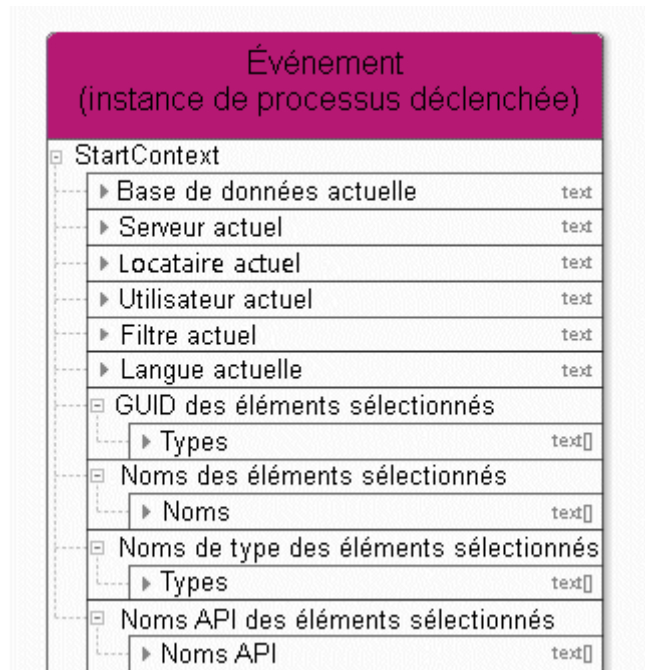 Événement
(instance de processus déclenchée)
StartContext
Base de données actuelle text
Serveur actuel text
Locataire actuel text
Utilisateur actuel text
Filtre actuel text
Langue actuelle text
GUID des éléments sélectionnés
Types text[]
Noms des éléments sélectionnés
Noms text[]
Noms de type des éléments sélectionnés
Types text[]
Noms API des éléments sélectionnés
Noms API text[]